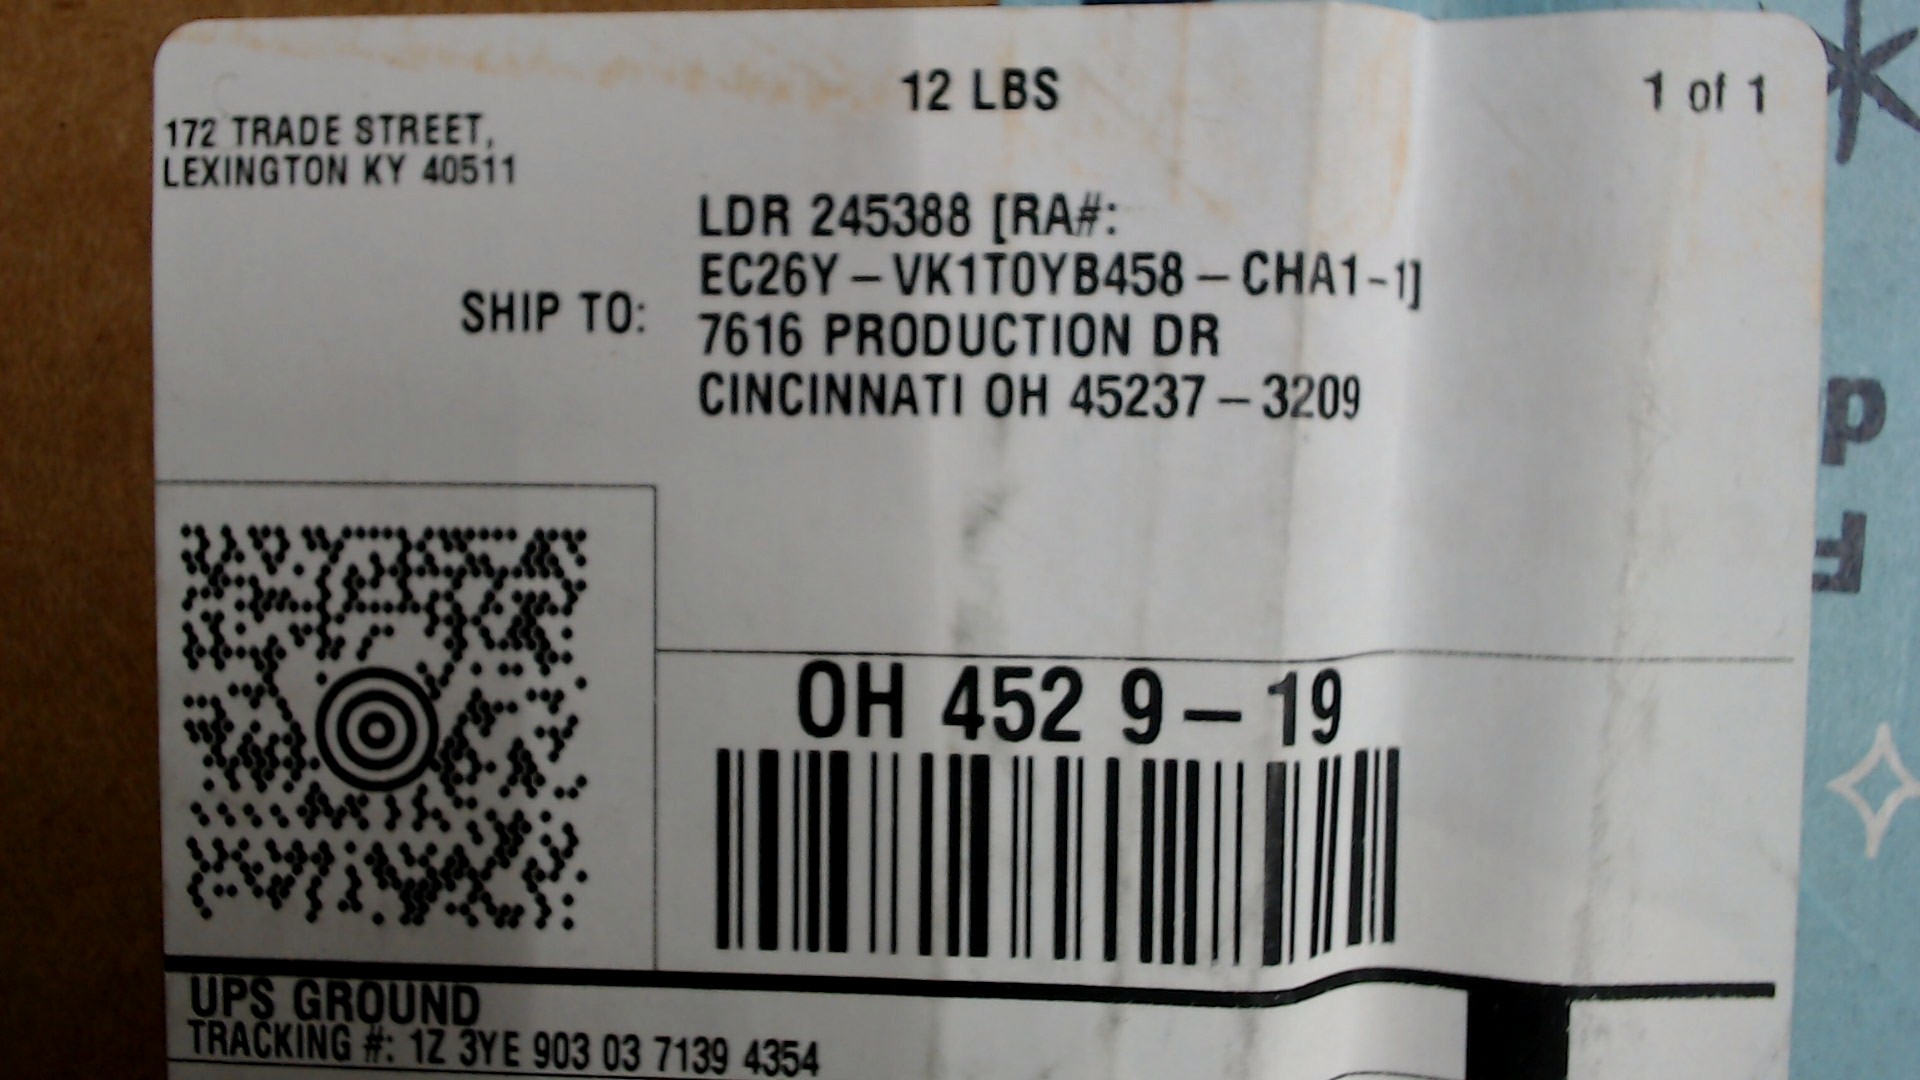 12 LBS
1 of 1
172 TRADE STREET,
LEXINGTON KY 40511
SHIP TO:
LDR 245388 [RA#:
EC26Y-VK1T0YB458-CHA1-1]
7616 PRODUCTION DR
CINCINNATI OH 45237-3209
OH 452 9-19
UPS GROUND
TRACKING #: 1Z 3YE 903 03 7139 4354